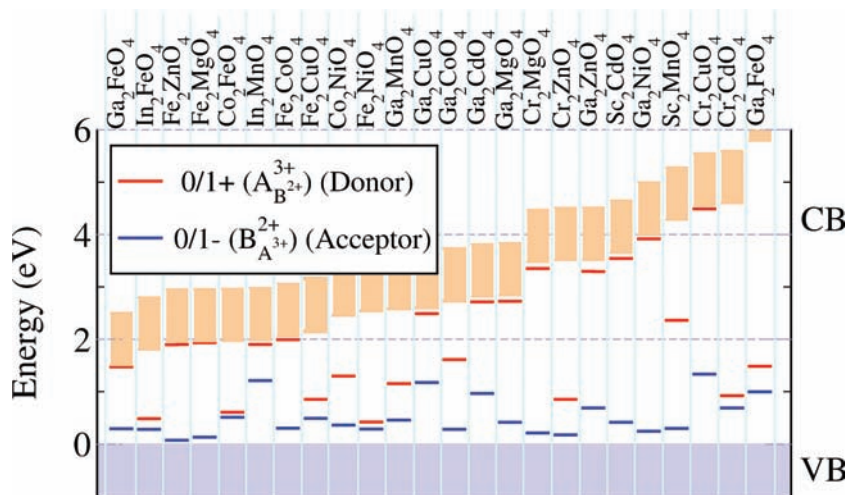 Ga₂FeO₄
In₂FeO₄
Fe₂ZnO₄
Fe₂MgO₄
Co₂FeO₄
In₂MnO₄
Fe₂CoO₄
Fe₂CuO₄
Co₂NiO₄
Fe₂NiO₄
Ga₂MnO₄
Ga₂CuO₄
Ga₂CoO₄
Ga₂CdO₄
Ga₂MgO₄
Cr₂MgO₄
Cr₂ZnO₄
Ga₂ZnO₄
Sc₂CdO₄
Ga₂NiO₄
Sc₂MnO₄
Cr₂CuO₄
Cr₂CdO₄
Ga₂FeO₄
6
4
2
0
Energy (eV)
0/1+ (A³⁺_B²⁺) (Donor)
0/1- (B²⁺_A³⁺) (Acceptor)
CB
VB